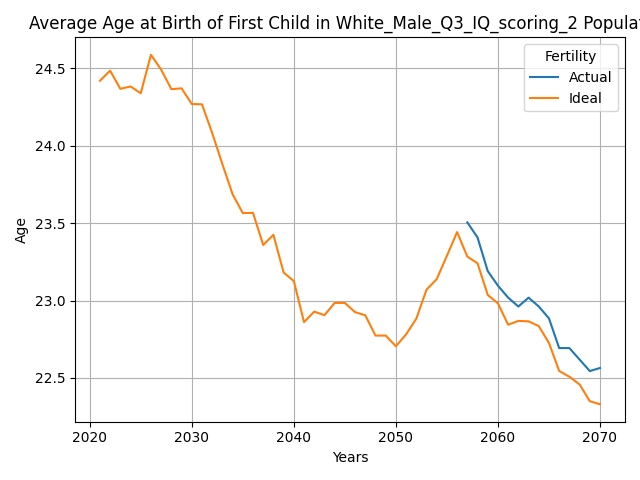 Average Age at Birth of First Child in White_Male_Q3_IQ_scoring_2 Populat
Fertility
Actual
Ideal
24.5
24.0
23.5
23.0
22.5
Age
2020
2030
2040
2050
2060
2070
Years